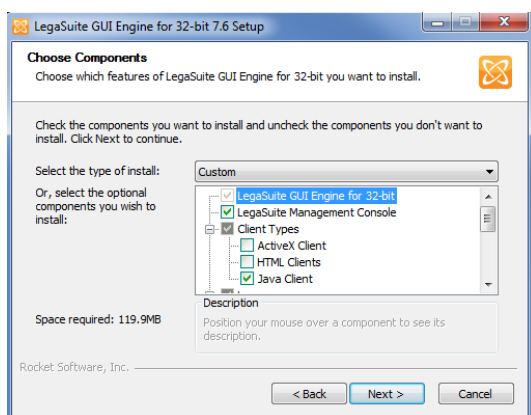 LegaSuite GUI Engine for 32-bit 7.6 Setup
Choose Components
Choose which features of LegaSuite GUI Engine for 32-bit you want to install.
Check the components you want to install and uncheck the components you don't want to
install. Click Next to continue.
Select the type of install:
Custom
Or, select the optional
components you wish to
install:
LegaSuite GUI Engine for 32-bit
LegaSuite Management Console
Client Types
ActiveX Client
HTML Clients
Java Client
Space required: 119.9MB
Description
Position your mouse over a component to see its
description.
Rocket Software, Inc.
< Back
Next >
Cancel